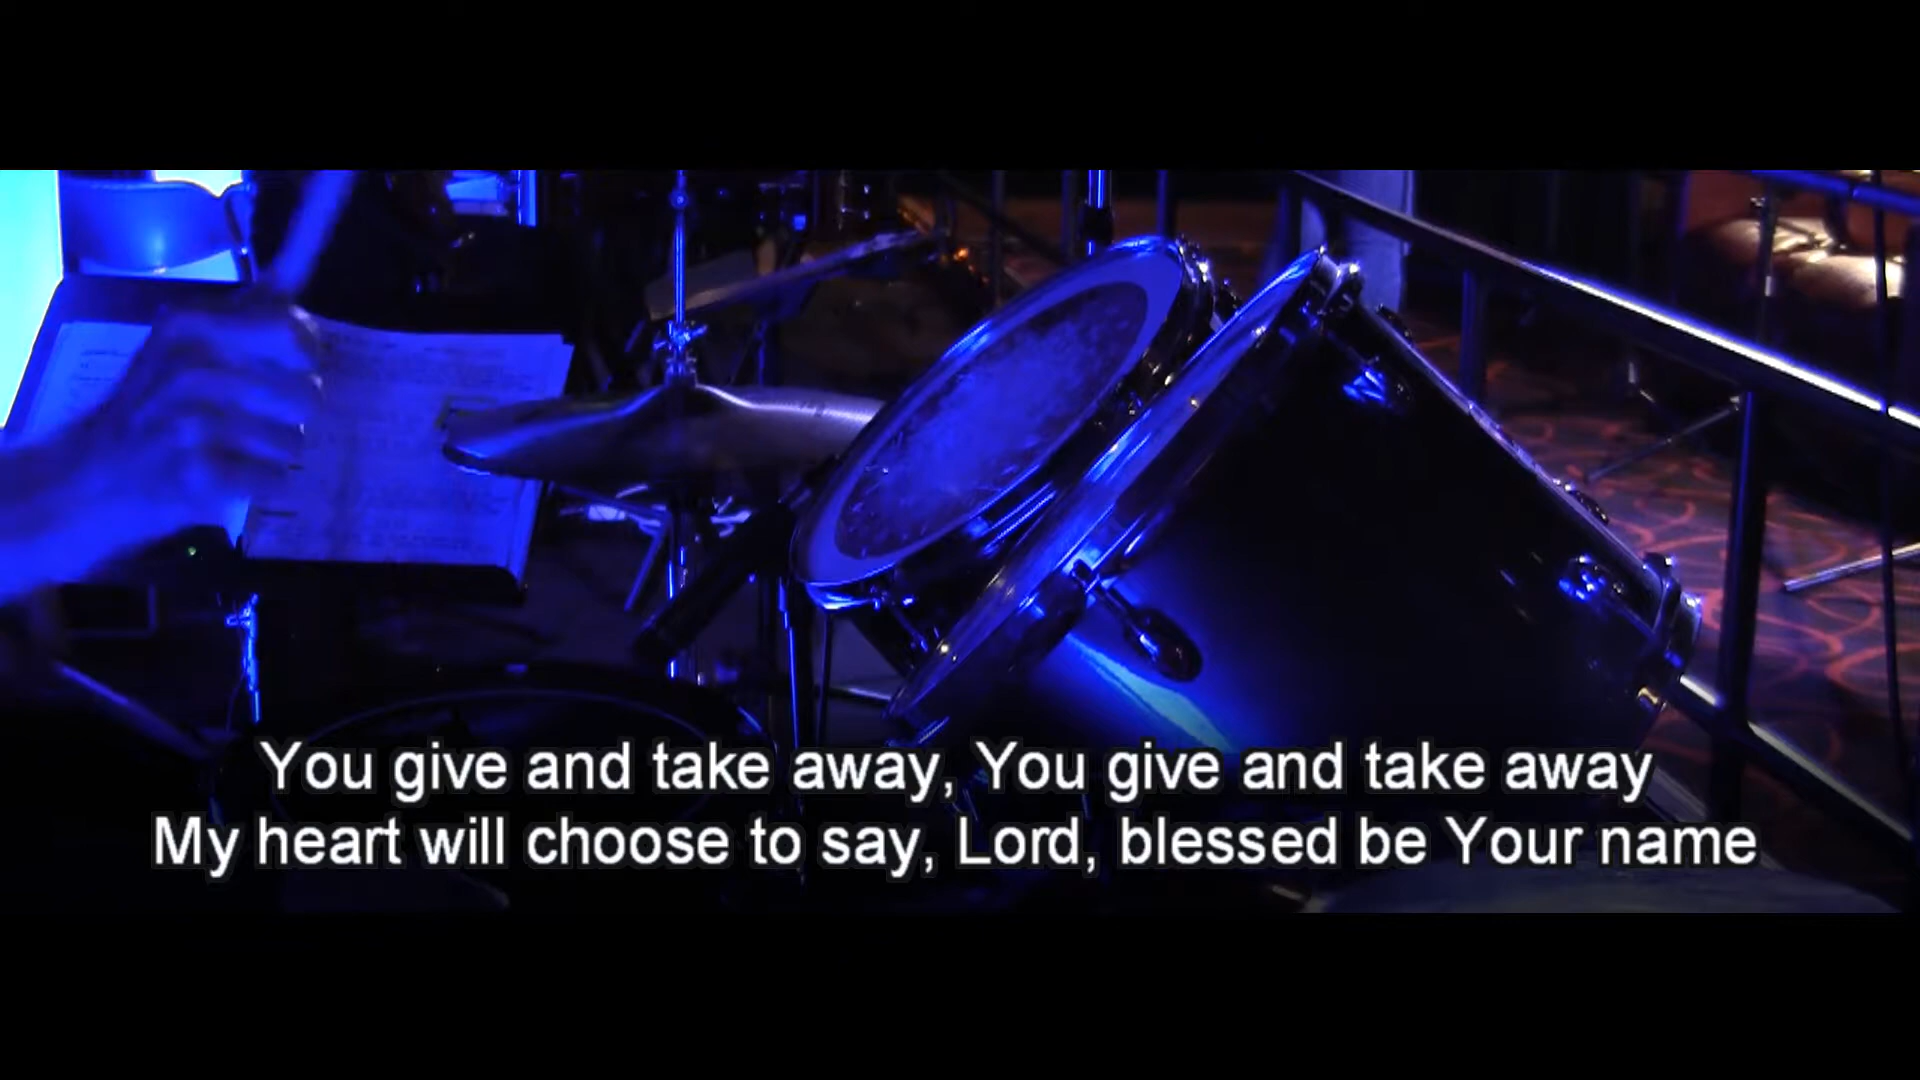 You give and take away, You give and take away
My heart will choose to say, Lord, blessed be Your name